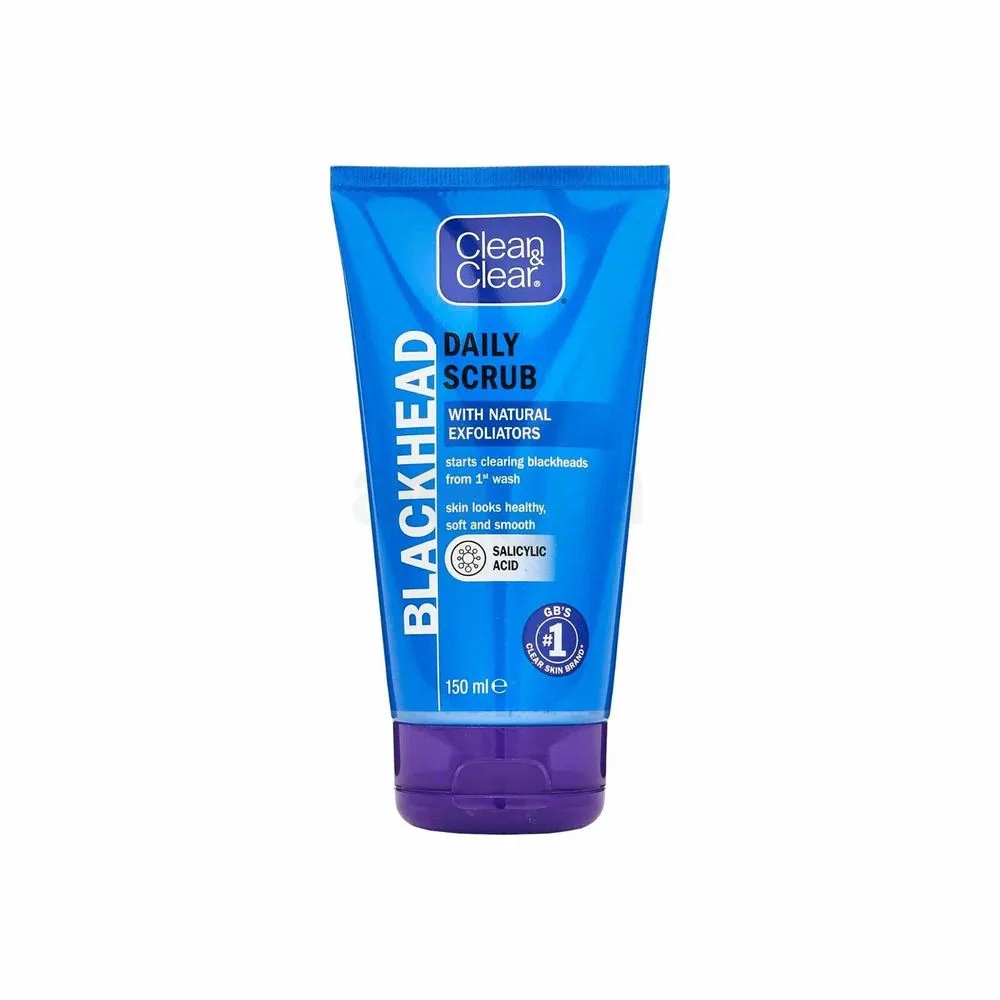 Clean &
Clear®
BLACKHEAD
DAILY
SCRUB
WITH NATURAL
EXFOLIATORS
starts clearing blackheads
from 1st wash
skin looks healthy,
soft and smooth
SALICYLIC
ACID
GB'S
#1
CLEAR SKIN BRAND*
150 ml℮